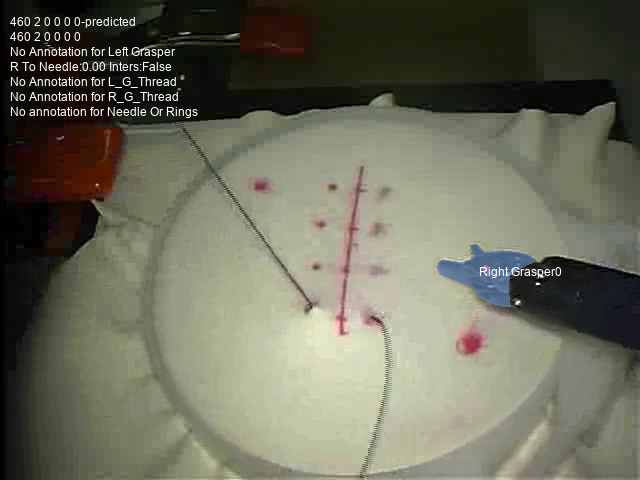 460 2 0 0 0 0-predicted
460 2 0 0 0 0
No Annotation for Left Grasper
R To Needle:0.00 Inters:False
No Annotation for L_G_Thread
No Annotation for R_G_Thread
No annotation for Needle Or Rings
Right Grasper0